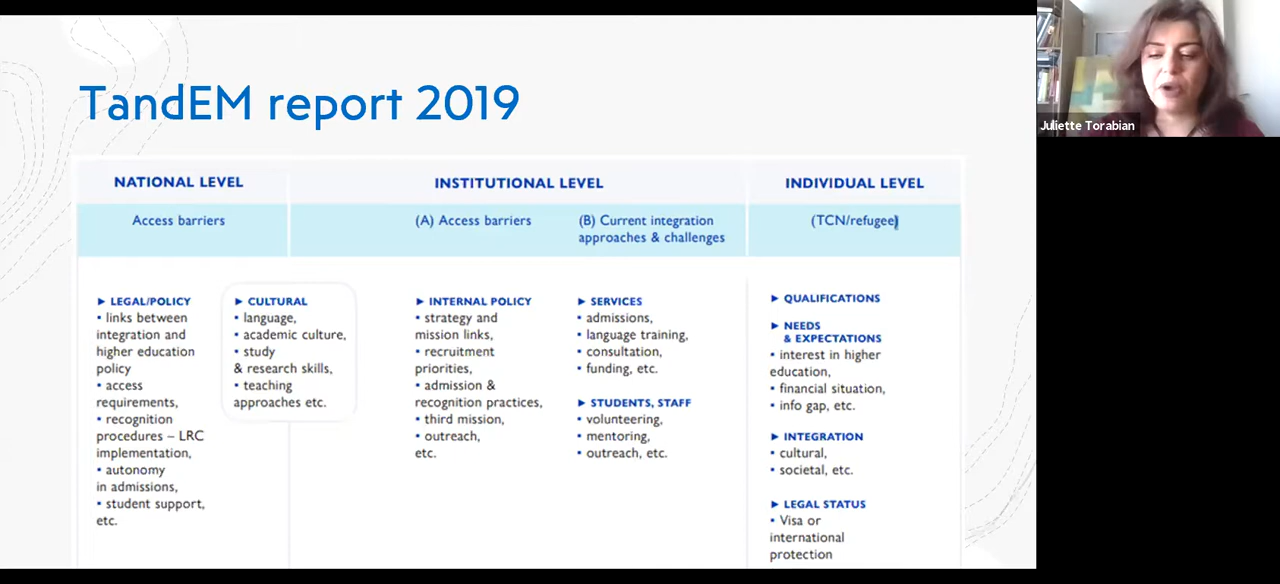 TandEM report 2019
Juliette Torabian
NATIONAL LEVEL
INSTITUTIONAL LEVEL
INDIVIDUAL LEVEL
Access barriers
(A) Access barriers
(B) Current integration
approaches & challenges
(TCN/refugee)
► LEGAL/POLICY
• links between
integration and
higher education
policy
• access
requirements,
• recognition
procedures – LRC
implementation,
• autonomy
in admissions,
• student support,
etc.
► CULTURAL
• language,
• academic culture,
• study
& research skills,
• teaching
approaches etc.
► INTERNAL POLICY
• strategy and
mission links,
• recruitment
priorities,
• admission &
recognition practices,
• third mission,
• outreach,
etc.
► SERVICES
• admissions,
• language training,
• consultation,
• funding, etc.
► STUDENTS, STAFF
• volunteering,
• mentoring,
• outreach, etc.
► QUALIFICATIONS
► NEEDS
& EXPECTATIONS
• interest in higher
education,
• financial situation,
• info gap, etc.
► INTEGRATION
• cultural,
• societal, etc.
► LEGAL STATUS
• Visa or
international
protection